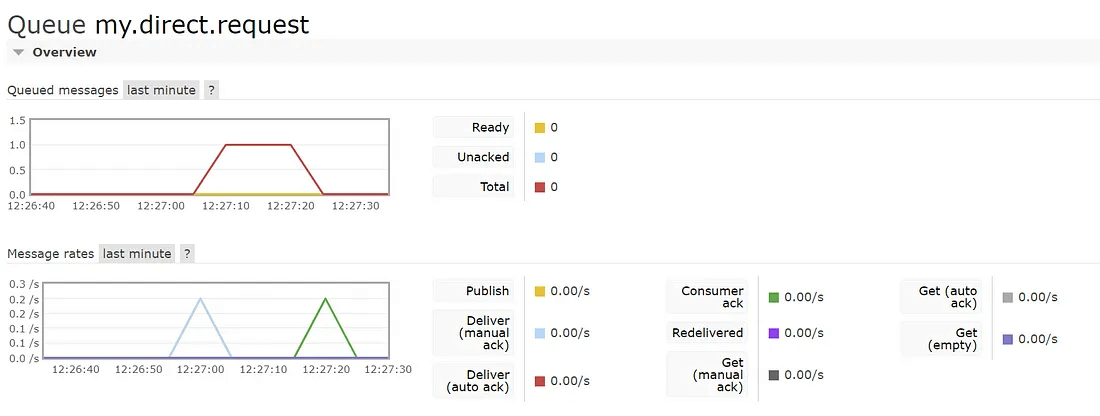 Queue my.direct.request
Overview
Queued messages last minute ?
1.5
1.0
0.5
0.0
12:26:40 12:26:50 12:27:00 12:27:10 12:27:20 12:27:30
Ready 0
Unacked 0
Total 0
Message rates last minute ?
0.3 /s
0.2 /s
0.2 /s
0.1 /s
0.1 /s
0.0 /s
12:26:40 12:26:50 12:27:00 12:27:10 12:27:20 12:27:30
Publish 0.00/s
Deliver
(manual 0.00/s
ack)
Deliver
(auto ack) 0.00/s
Consumer
ack 0.00/s
Redelivered 0.00/s
Get
(manual 0.00/s
ack)
Get (auto
ack) 0.00/s
Get
(empty) 0.00/s